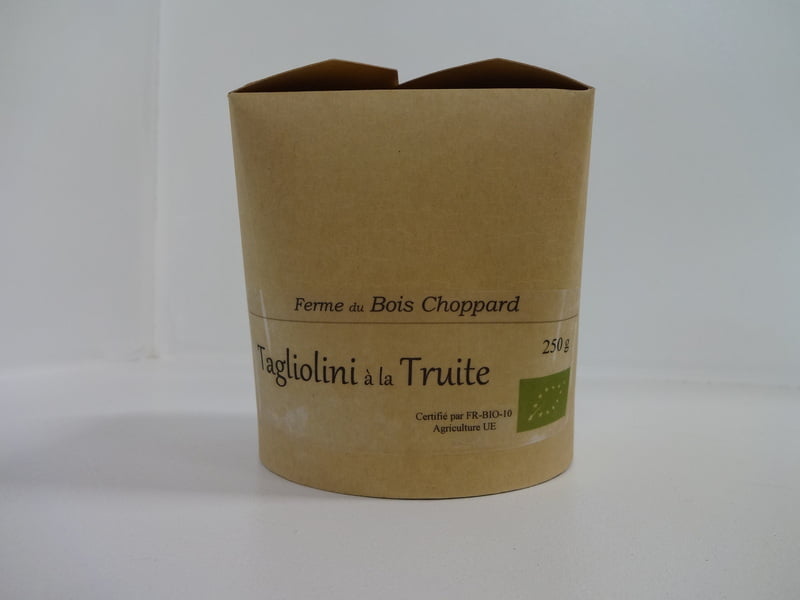 Ferme du Bois Choppard
250 g
Tagliolini à la Truite
Certifié par FR-BIO-10
Agriculture UE